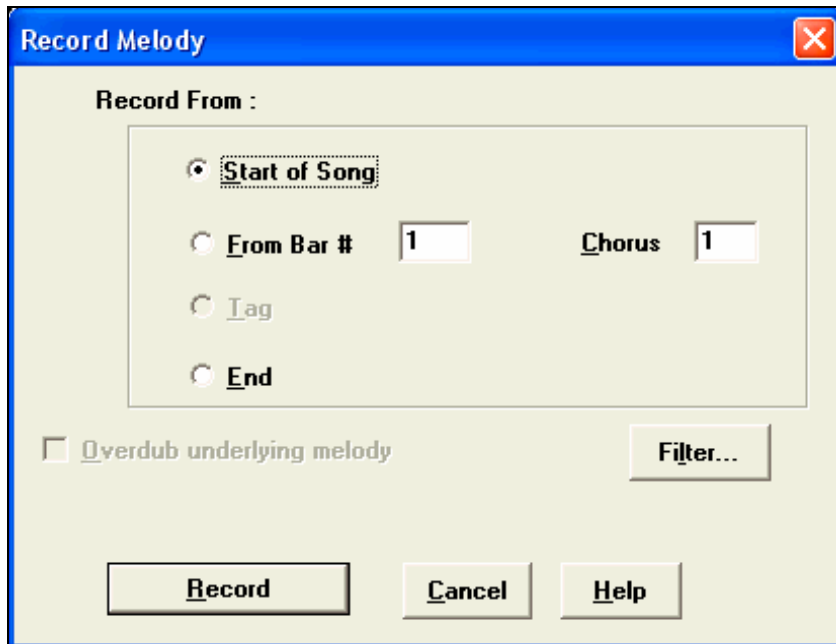 Record Melody
Record From :
Start of Song
From Bar # 1 Chorus 1
Tag
End
Overdub underlying melody Filter...
Record Cancel Help